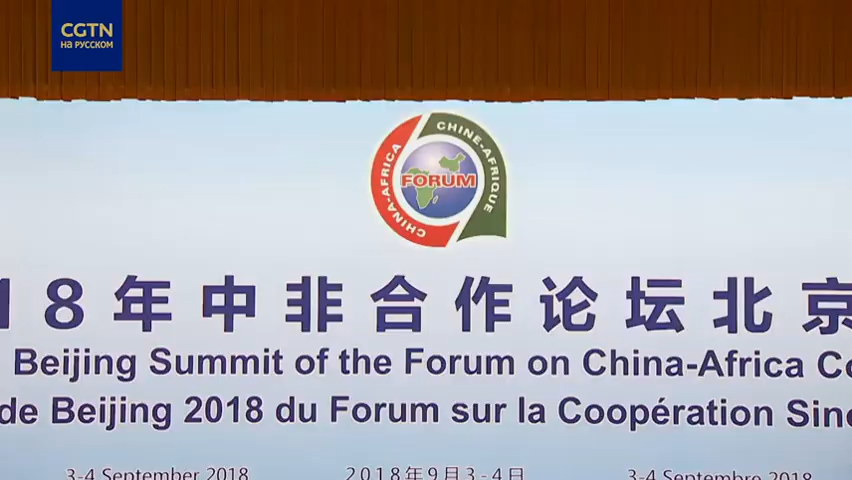 CGTN
НА РУССКОМ
CHINE-AFRIQUE
CHINA-AFRICA
FORUM
18年中非合作论坛北京
Beijing Summit of the Forum on China-Africa Co
de Beijing 2018 du Forum sur la Coopération Sino
3-4 September 2018 2018年9月3-4日 3-4 Septembre 2018